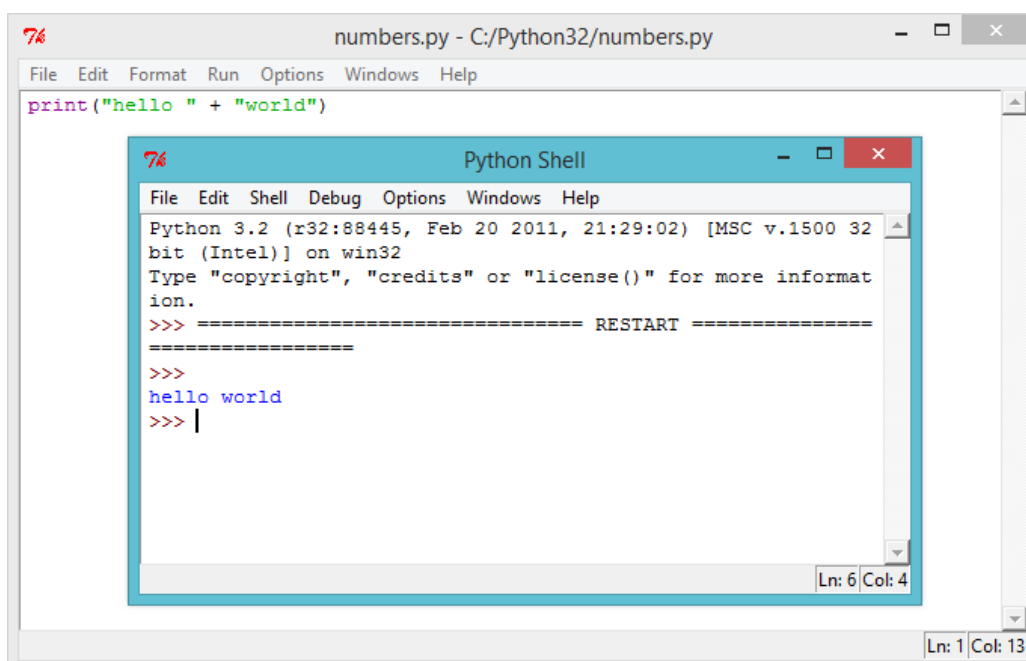 numbers.py - C:/Python32/numbers.py
File Edit Format Run Options Windows Help
print("hello " + "world")
Python Shell
File Edit Shell Debug Options Windows Help
Python 3.2 (r32:88445, Feb 20 2011, 21:29:02) [MSC v.1500 32
bit (Intel)] on win32
Type "copyright", "credits" or "license()" for more informat
ion.
>>> ================================ RESTART ===============
=================
>>>
hello world
>>>
Ln: 6 Col: 4
Ln: 1 Col: 13